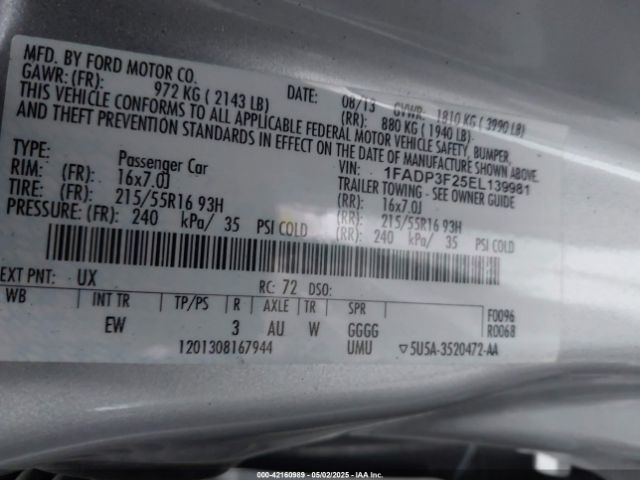 MFD. BY FORD MOTOR CO.
DATE: 08/13 GVWR: 1810 KG ( 3990 LB)
GAWR: (FR): 972 KG ( 2143 LB) (RR): 880 KG ( 1940 LB)
THIS VEHICLE CONFORMS TO ALL APPLICABLE FEDERAL MOTOR VEHICLE SAFETY, BUMPER,
AND THEFT PREVENTION STANDARDS IN EFFECT ON THE DATE OF MANUFACTURE SHOWN ABOVE.
VIN: 1FADP3F25EL139981
TYPE: Passenger Car TRAILER TOWING - SEE OWNER GUIDE
RIM: (FR): 16x7.0J (RR): 16x7.0J
TIRE: (FR): 215/55R16 93H (RR): 215/55R16 93H
PRESSURE: (FR): 240 kPa/ 35 PSI COLD (RR): 240 kPa/ 35 PSI COLD
EXT PNT: UX RC: 72 DSO:
WB INT TR TP/PS R AXLE TR SPR F0096
EW 3 AU W GGGG R0068
1201308167944 UMU ▽5U5A-3520472-AA
000-42160989 - 05/02/2025 - IAA Inc.